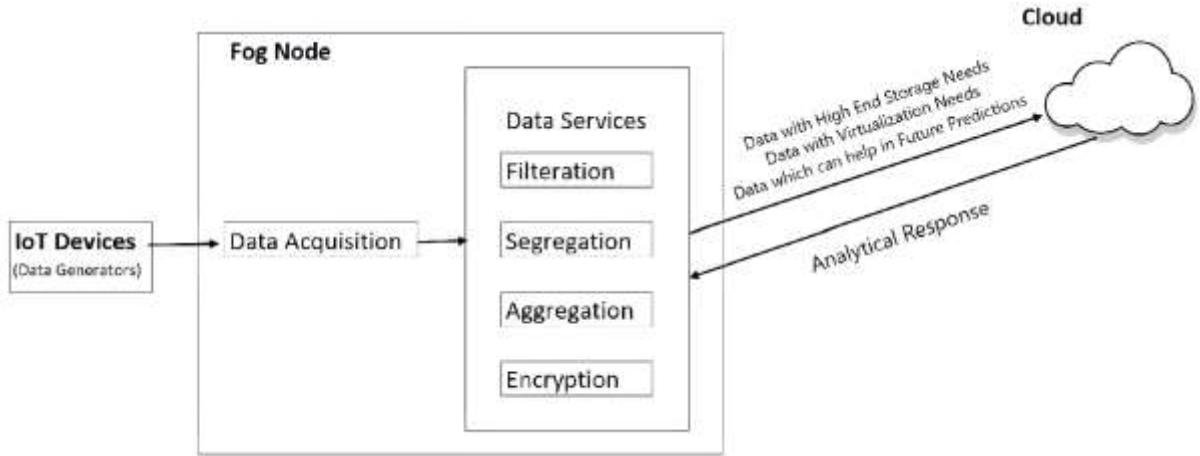 Cloud
Fog Node
Data Services
Filteration
Segregation
Aggregation
Encryption
IoT Devices
(Data Generators)
Data Acquisition
Data with High End Storage Needs
Data with Virtualization Needs
Data which can help in Future Predictions
Analytical Response